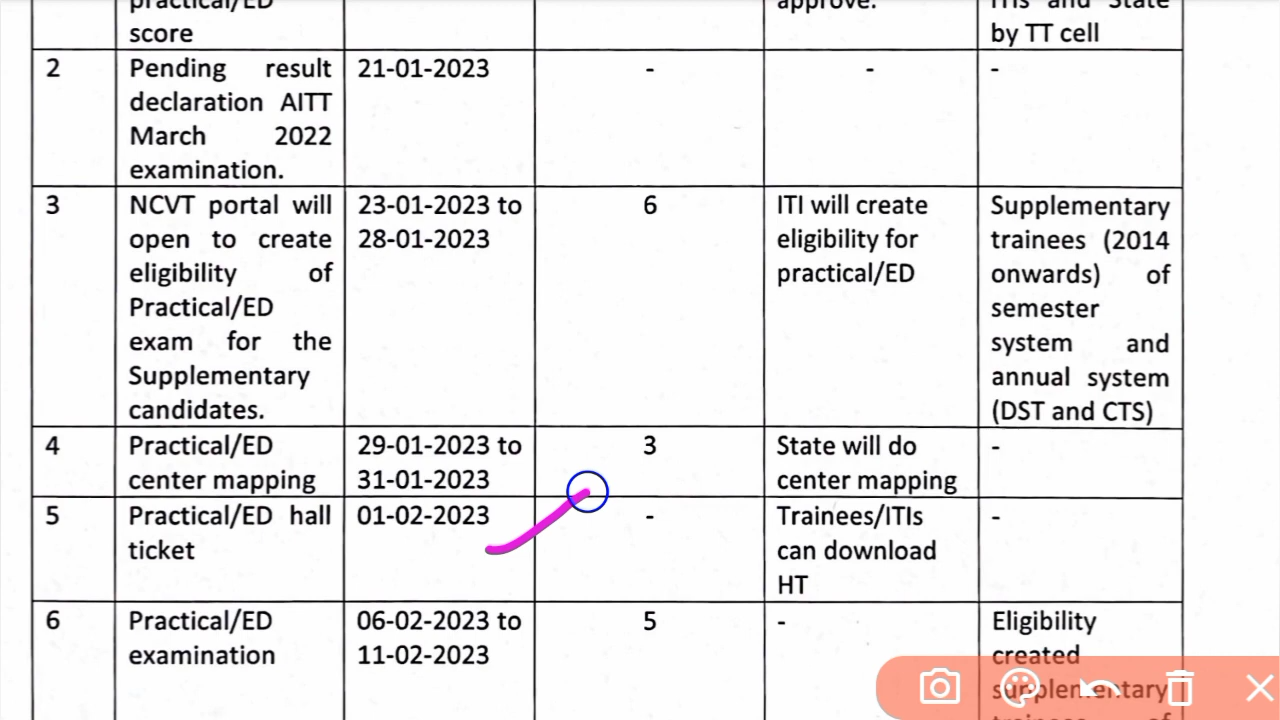 practical/ED
score
approve.
ITIs and State
by TT cell
2
Pending result
declaration AITT
March 2022
examination.
21-01-2023
-
-
-
3
NCVT portal will
open to create
eligibility of
Practical/ED
exam for the
Supplementary
candidates.
23-01-2023 to
28-01-2023
6
ITI will create
eligibility for
practical/ED
Supplementary
trainees (2014
onwards) of
semester
system and
annual system
(DST and CTS)
4
Practical/ED
center mapping
29-01-2023 to
31-01-2023
3
State will do
center mapping
-
5
Practical/ED hall
ticket
01-02-2023
-
Trainees/ITIs
can download
HT
-
6
Practical/ED
examination
06-02-2023 to
11-02-2023
5
-
Eligibility
created
supplementary